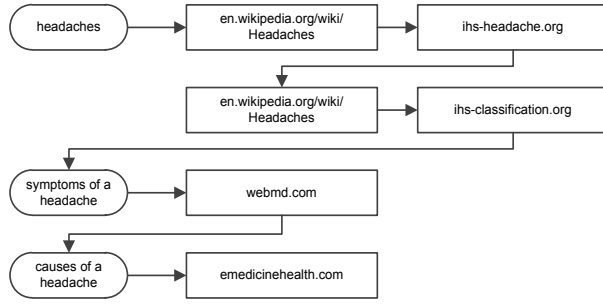 headaches
en.wikipedia.org/wiki/
Headaches
ihs-headache.org
en.wikipedia.org/wiki/
Headaches
ihs-classification.org
symptoms of a
headache
webmd.com
causes of a
headache
emedicinehealth.com